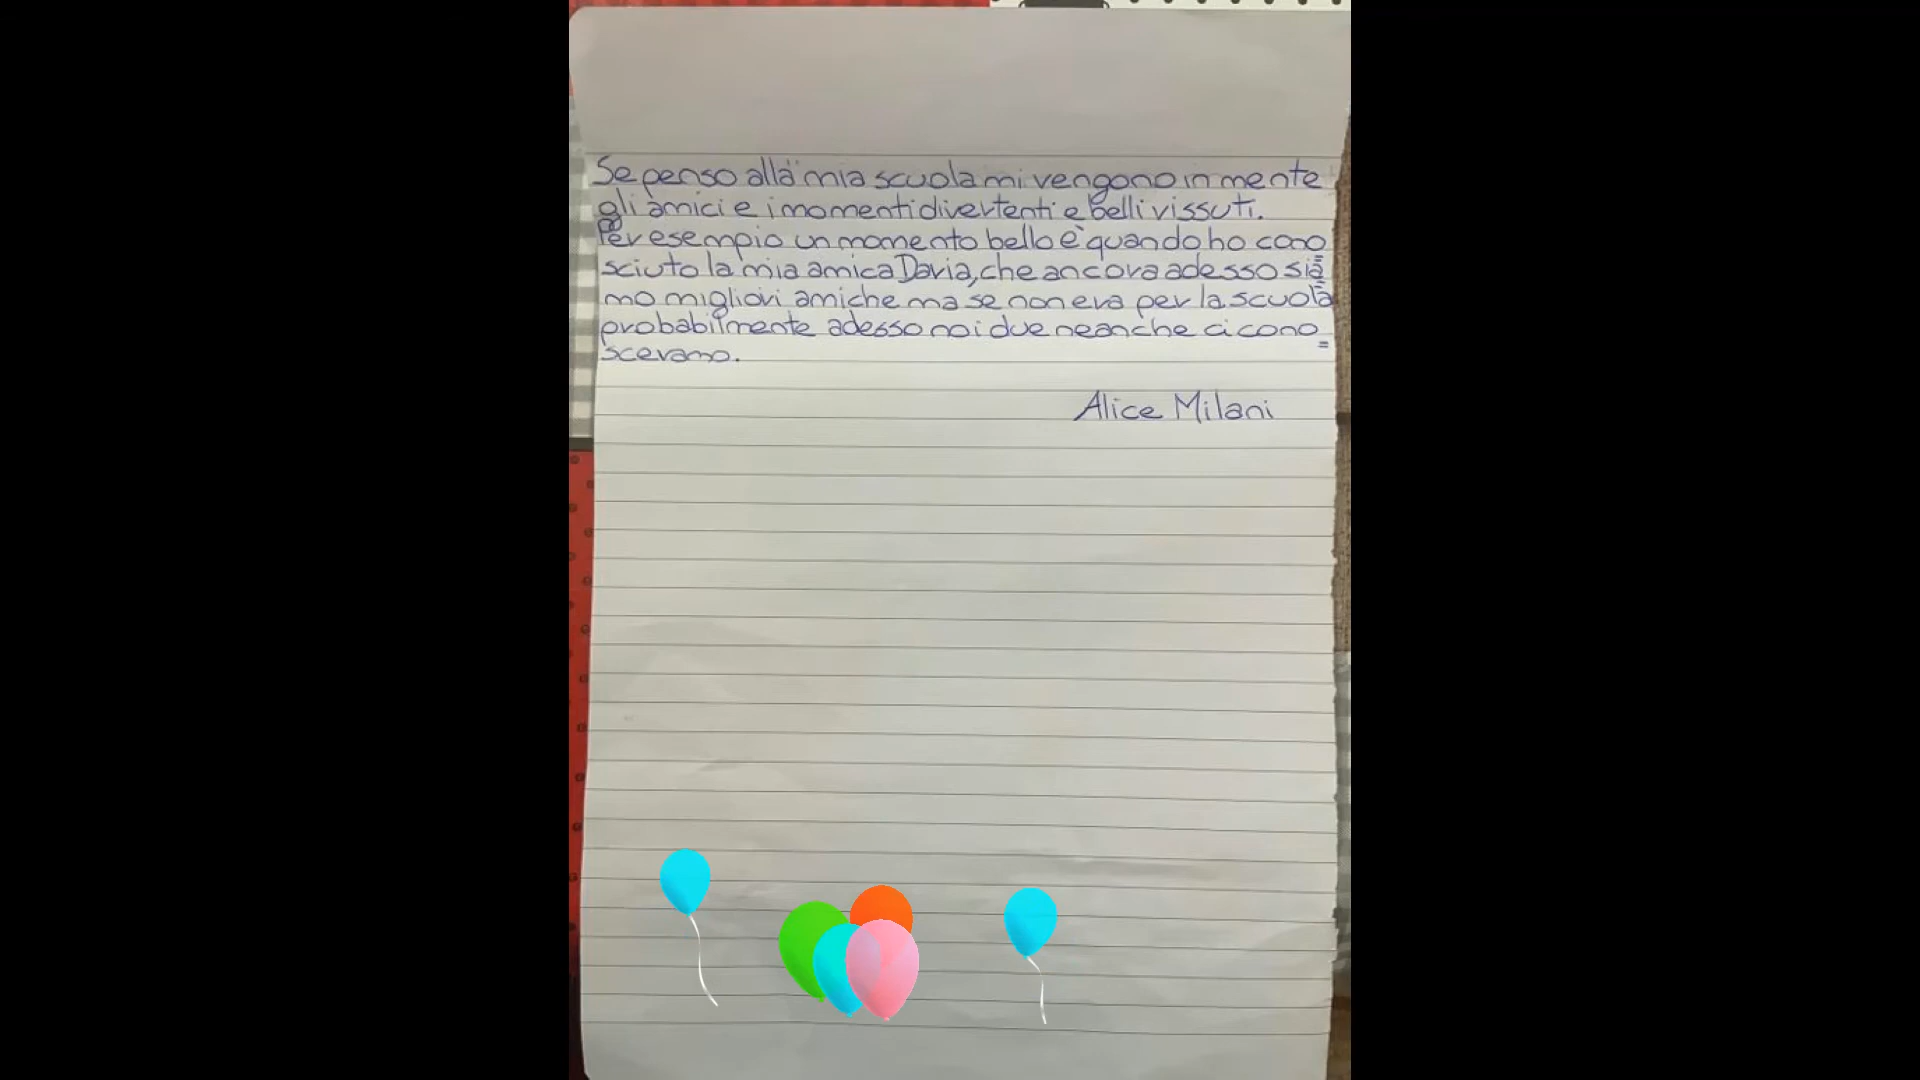 Se penso alla mia scuola mi vengono in mente
gli amici e i momenti divertenti e belli vissuti.
Per esempio un momento bello è quando ho cono
sciuto la mia amica Daria, che ancora adesso sia
mo migliori amiche ma se non era per la scuola
probabilmente adesso noi due neanche ci cono=
scevamo.
Alice Milani